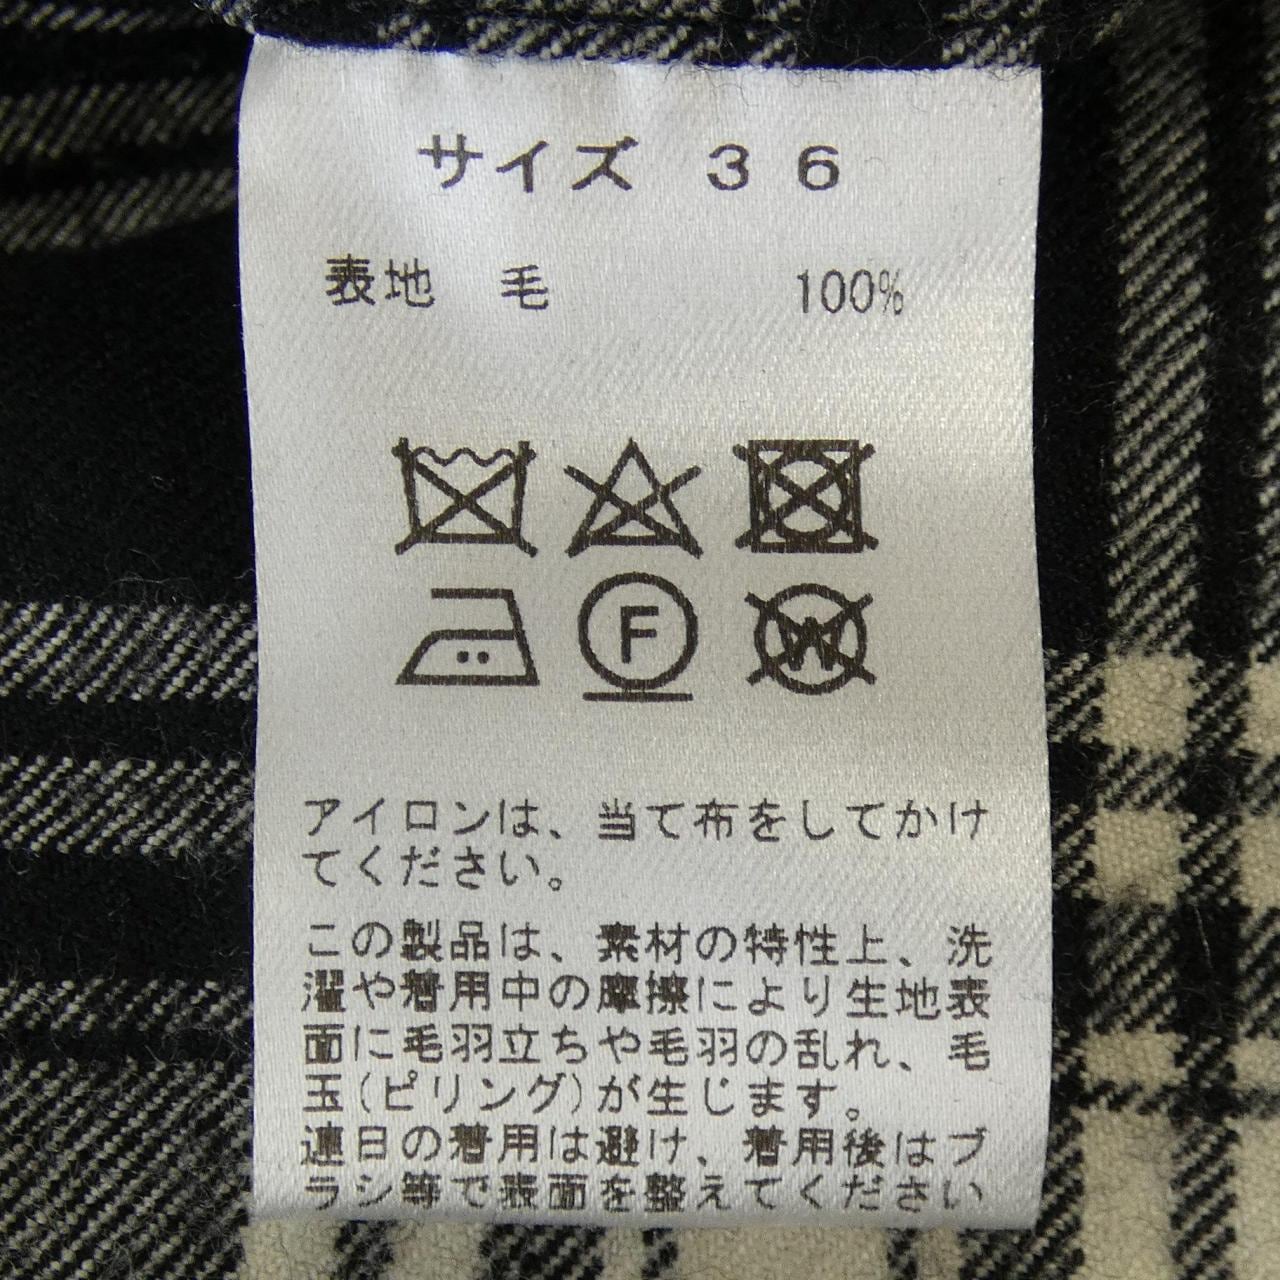 サイズ 36
表地 毛 100%
F
W
アイロンは、当て布をしてかけ
てください。
この製品は、素材の特性上、洗
濯や着用中の摩擦により生地表
面に毛羽立ちや毛羽の乱れ、毛
玉(ピリング)が生じます。
連日の着用は避け、着用後はブ
ラシ等で表面を整えてください